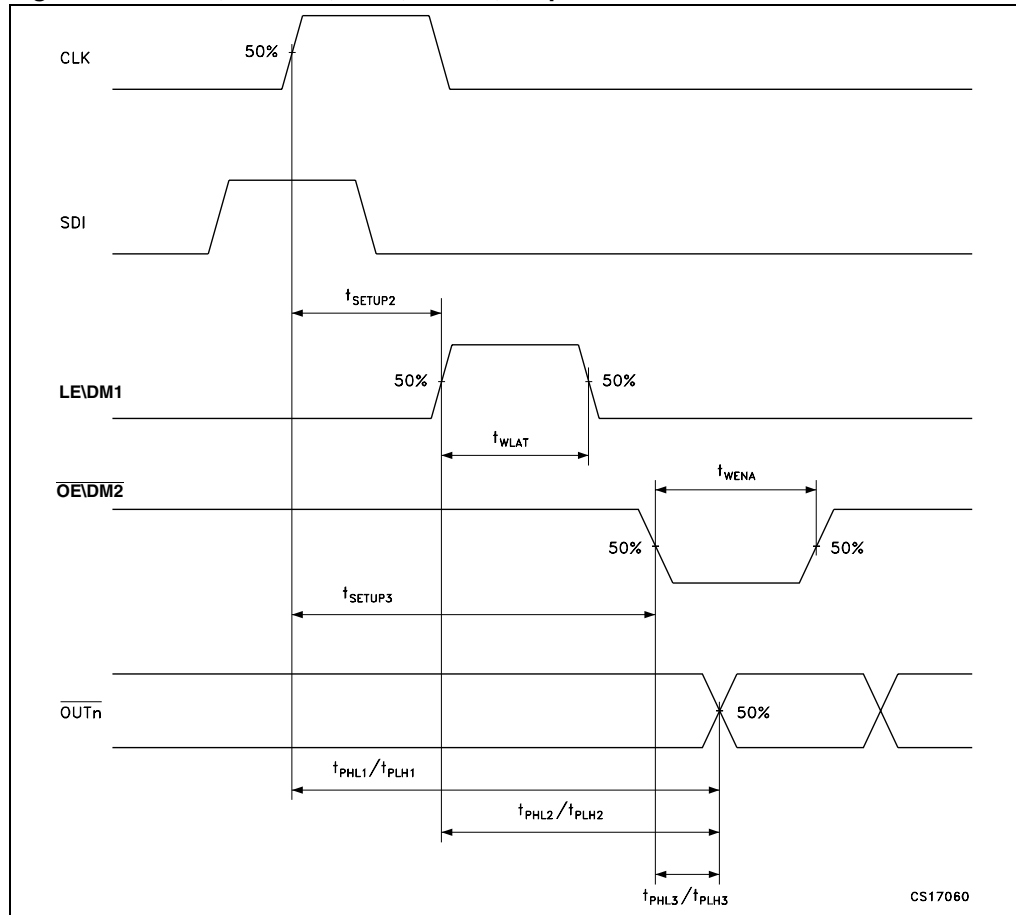 50%
CLK
SDI
tSETUP2
50%
50%
LE\DM1
tWLAT
tWENA
OE\DM2
50%
50%
tSETUP3
OUTn
50%
tPHL1/tPLH1
tPHL2/tPLH2
tPHL3/tPLH3
CS17060